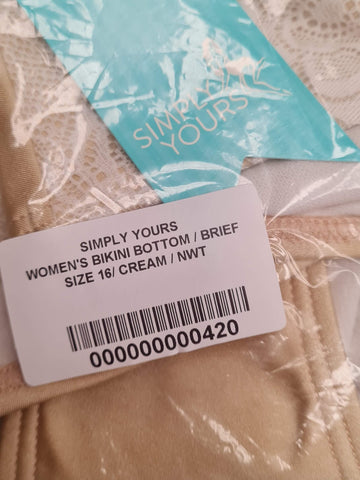 SIMPLY
YOURS
SIMPLY YOURS
WOMEN'S BIKINI BOTTOM / BRIEF
SIZE 16/ CREAM / NWT
000000000420